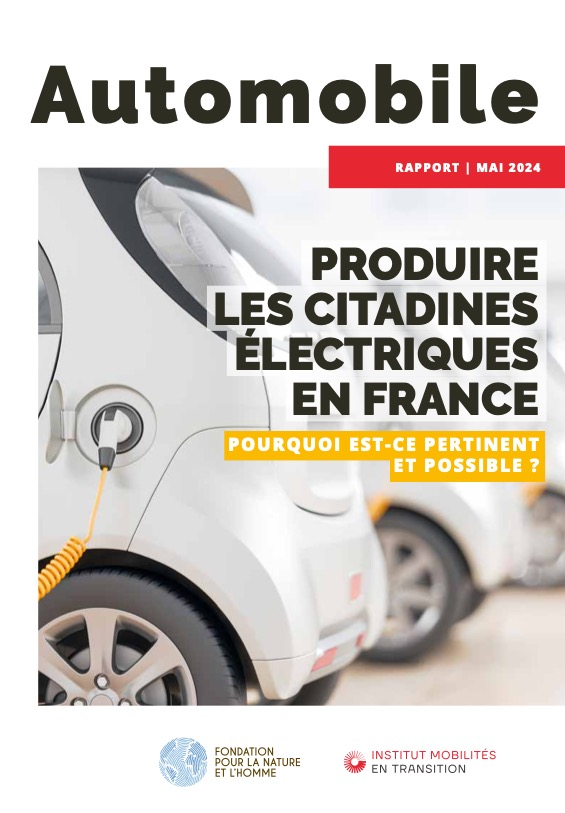 Automobile
RAPPORT | MAI 2024
PRODUIRE
LES CITADINES
ÉLECTRIQUES
EN FRANCE
POURQUOI EST-CE PERTINENT
ET POSSIBLE ?
FONDATION
POUR LA NATURE
ET L'HOMME
INSTITUT MOBILITÉS
EN TRANSITION